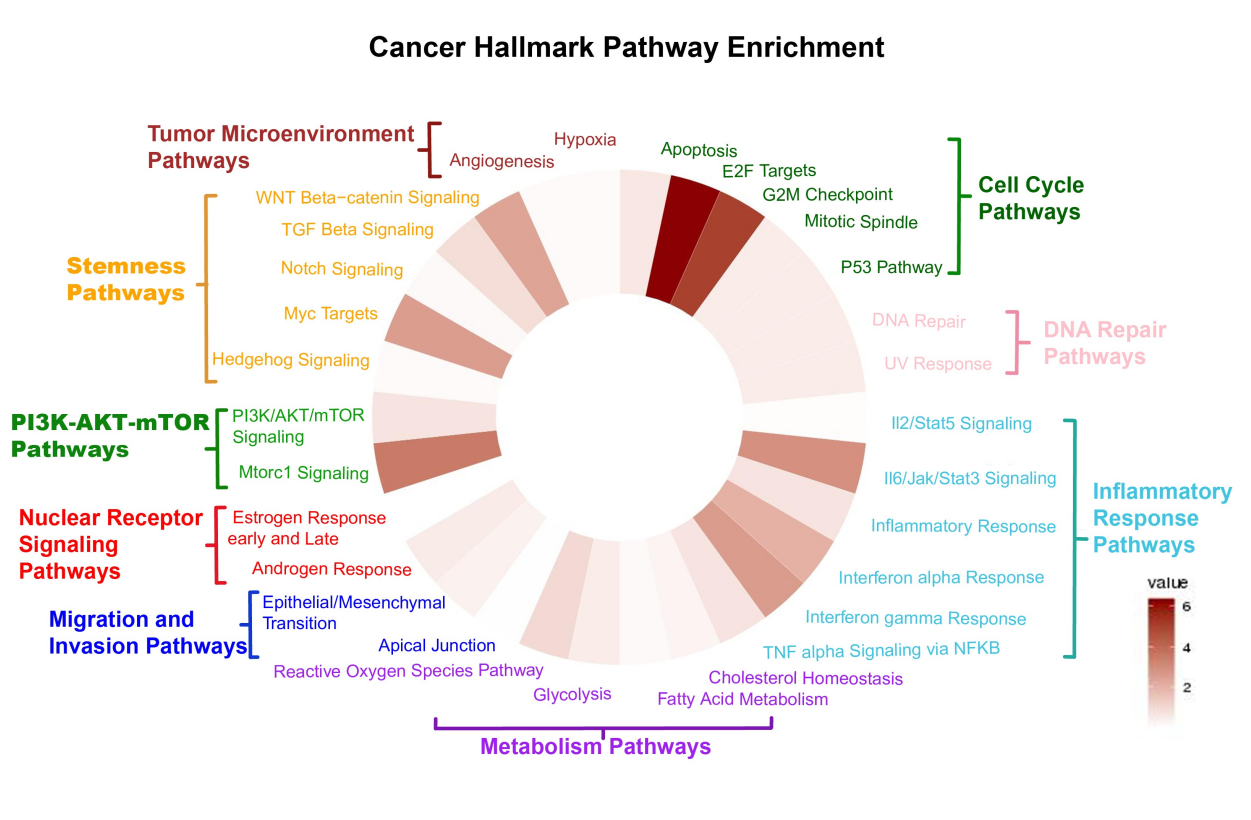 Cancer Hallmark Pathway Enrichment
Tumor Microenvironment
Pathways
Hypoxia
Angiogenesis
Apoptosis
E2F Targets
G2M Checkpoint
Mitotic Spindle
P53 Pathway
Cell Cycle
Pathways
WNT Beta−catenin Signaling
TGF Beta Signaling
Notch Signaling
Myc Targets
Hedgehog Signaling
Stemness
Pathways
DNA Repair
UV Response
DNA Repair
Pathways
PI3K-AKT-mTOR
Pathways
PI3K/AKT/mTOR
Signaling
Mtorc1 Signaling
Il2/Stat5 Signaling
Il6/Jak/Stat3 Signaling
Inflammatory Response
Interferon alpha Response
Interferon gamma Response
TNF alpha Signaling via NFKB
Inflammatory
Response
Pathways
Nuclear Receptor
Signaling
Pathways
Estrogen Response
early and Late
Androgen Response
Migration and
Invasion Pathways
Epithelial/Mesenchymal
Transition
Apical Junction
Reactive Oxygen Species Pathway
Glycolysis
Cholesterol Homeostasis
Fatty Acid Metabolism
Metabolism Pathways
value
6
4
2